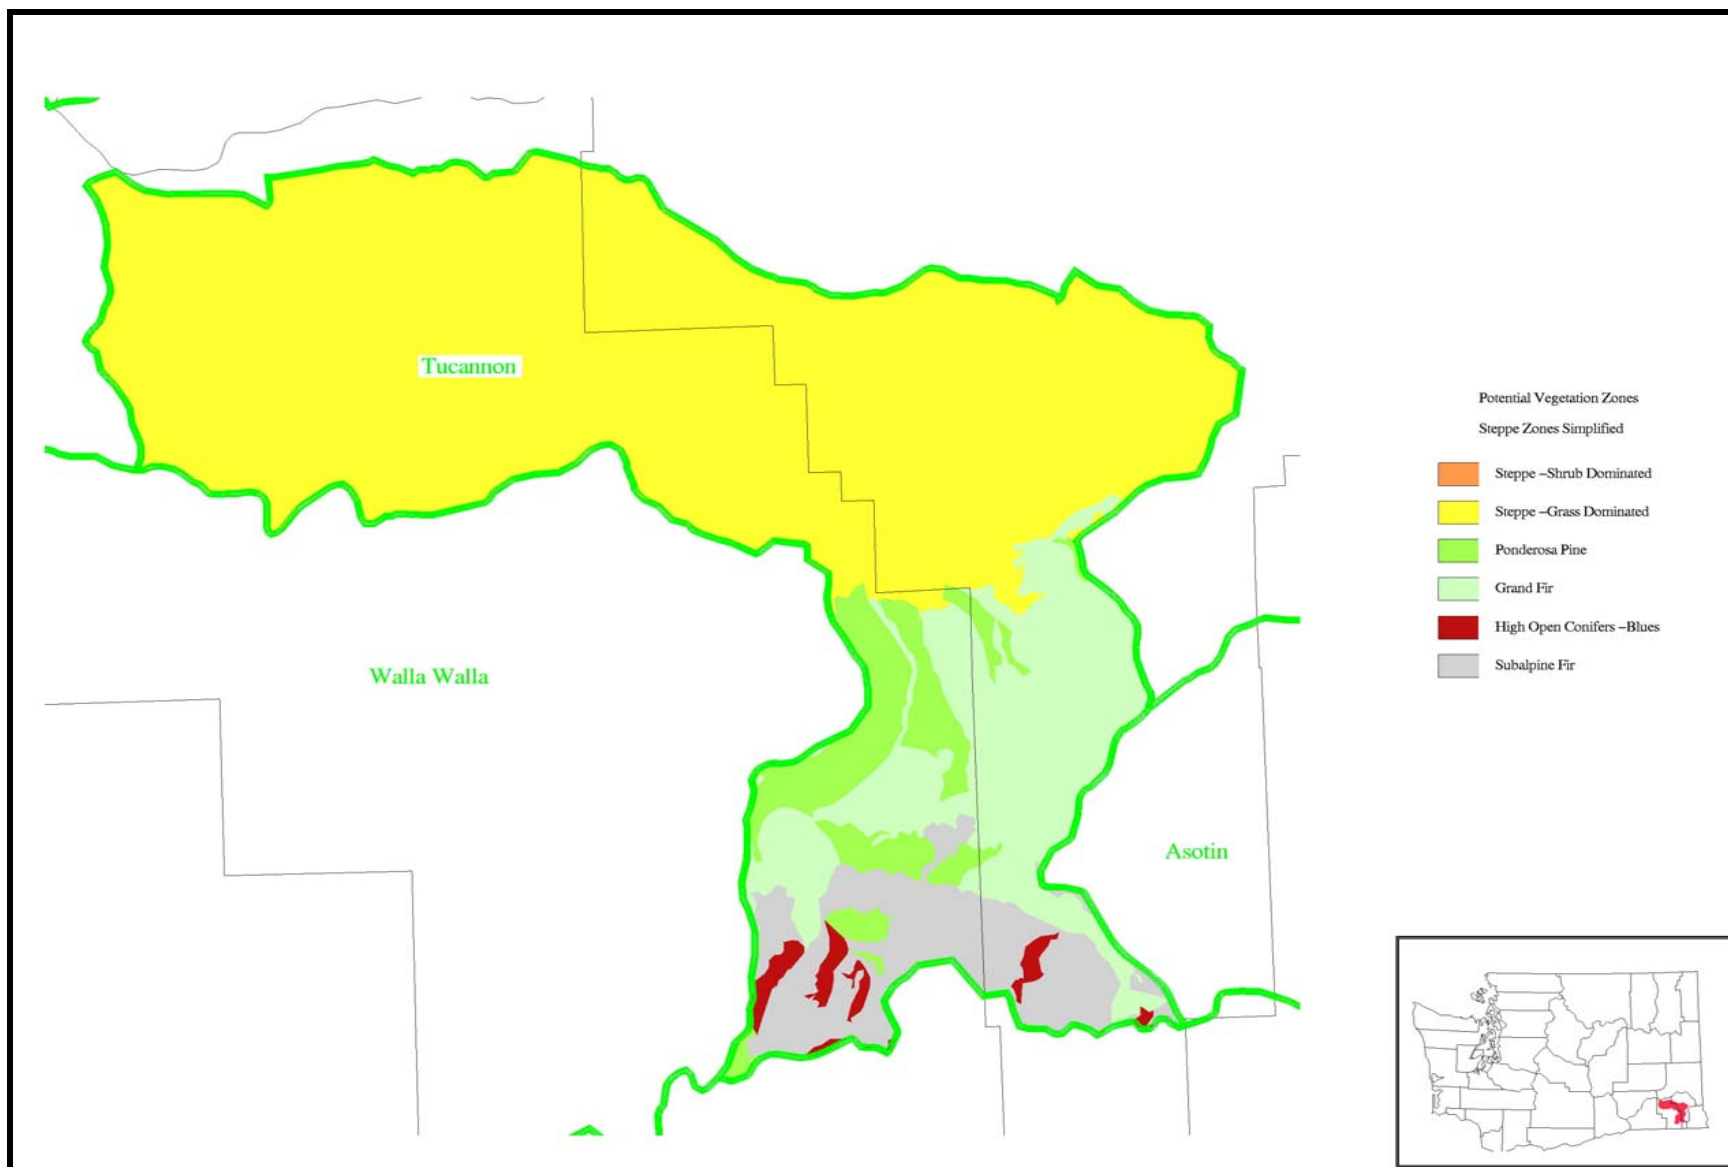 Tucannon
Walla Walla
Asotin
Potential Vegetation Zones
Steppe Zones Simplified
Steppe –Shrub Dominated
Steppe –Grass Dominated
Ponderosa Pine
Grand Fir
High Open Conifers –Blues
Subalpine Fir